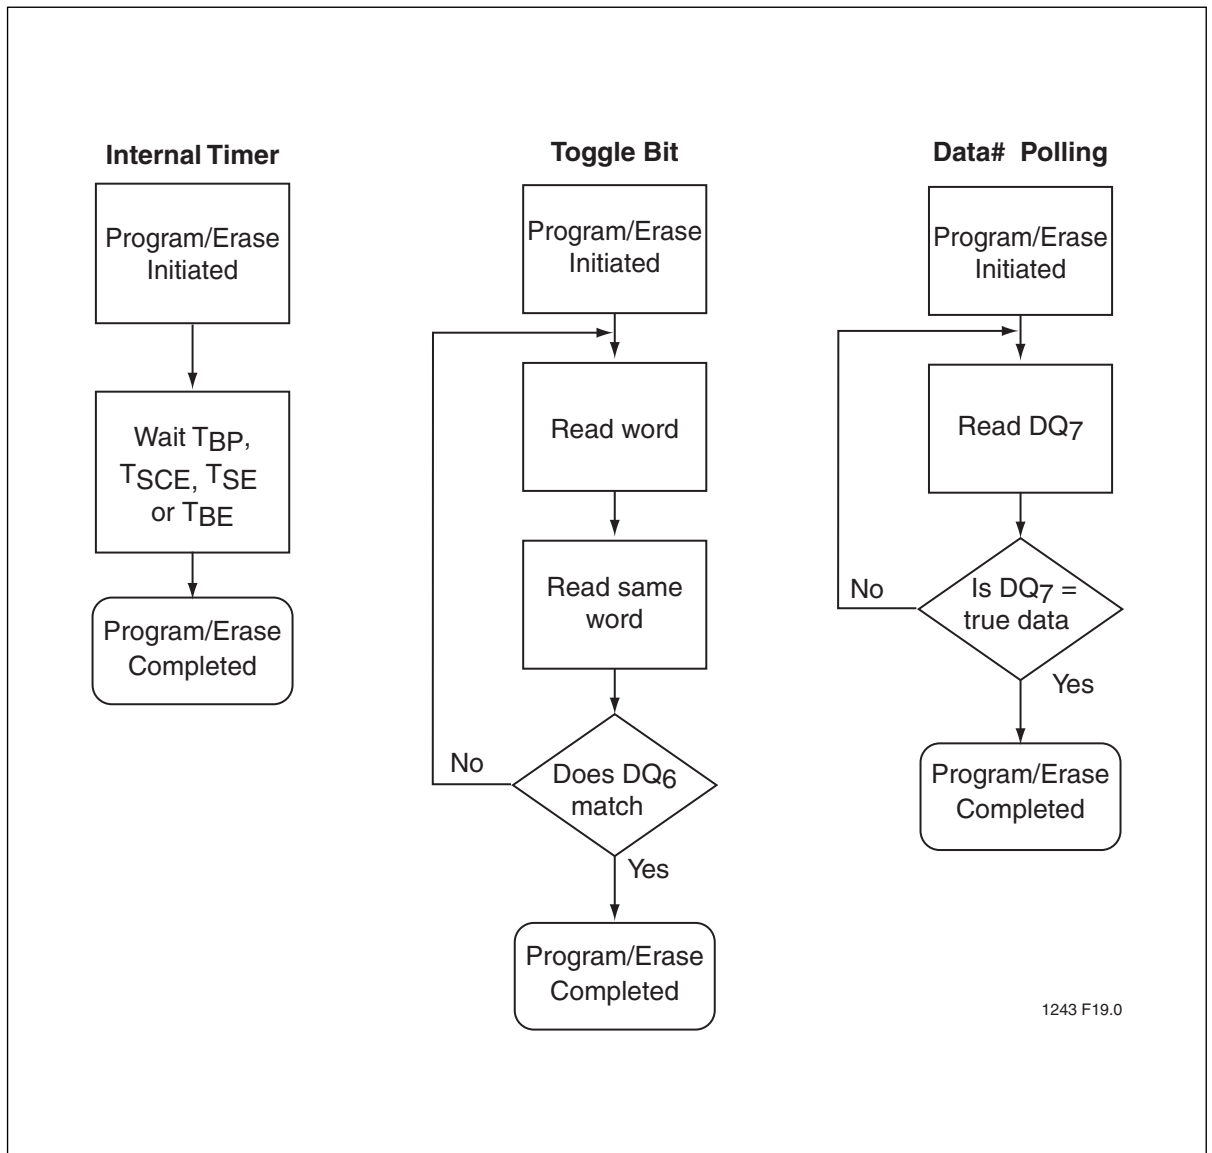 Internal Timer
Program/Erase
Initiated
Wait TBP,
TSCE, TSE
or TBE
Program/Erase
Completed
Toggle Bit
Program/Erase
Initiated
Read word
Read same
word
Does DQ6
match
No
Yes
Program/Erase
Completed
Data# Polling
Program/Erase
Initiated
Read DQ7
Is DQ7 =
true data
No
Yes
Program/Erase
Completed
1243 F19.0